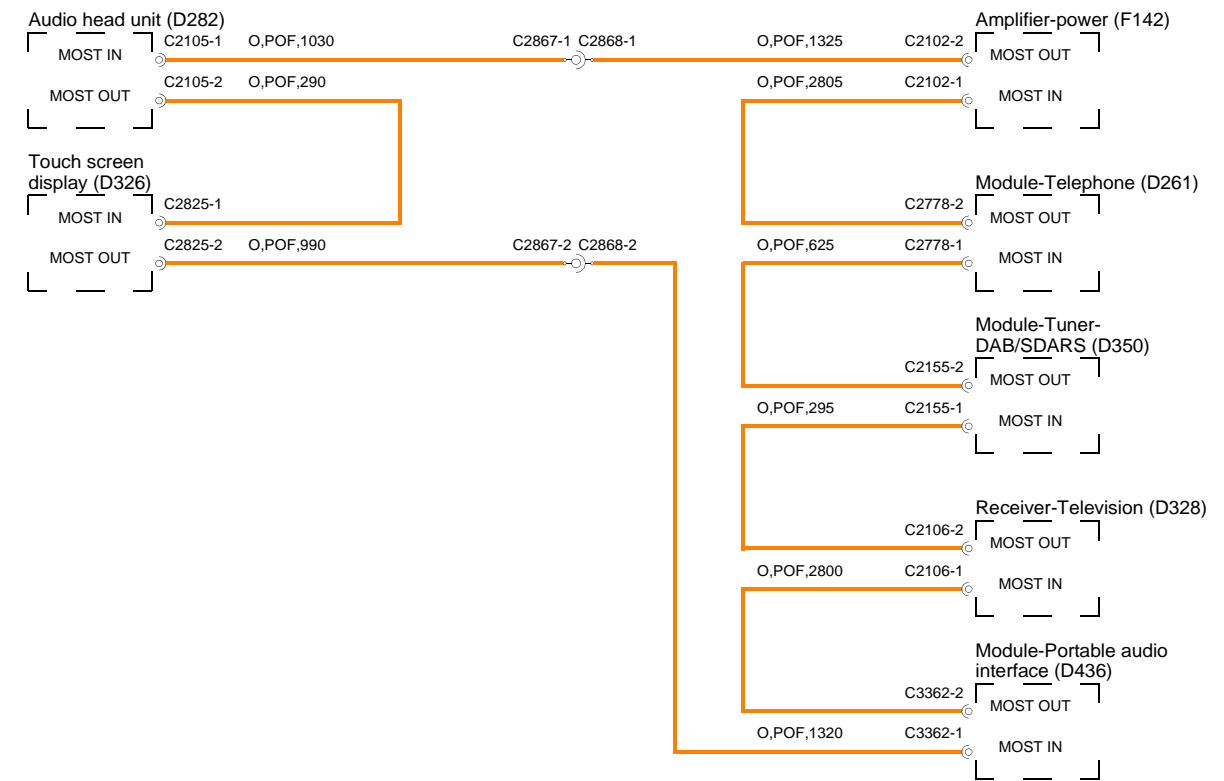 Audio head unit (D282)
MOST IN
C2105-1 O,POF,1030 C2867-1 C2868-1 O,POF,1325 C2102-2
Amplifier-power (F142)
MOST OUT
MOST OUT
C2105-2 O,POF,290
O,POF,2805 C2102-1
MOST IN
Touch screen
display (D326)
C2825-1
MOST IN
Module-Telephone (D261)
C2778-2
MOST OUT
MOST OUT
C2825-2 O,POF,990 C2867-2 C2868-2 O,POF,625 C2778-1
MOST IN
Module-Tuner-
DAB/SDARS (D350)
C2155-2
MOST OUT
O,POF,295 C2155-1
MOST IN
Receiver-Television (D328)
C2106-2
MOST OUT
O,POF,2800 C2106-1
MOST IN
Module-Portable audio
interface (D436)
C3362-2
MOST OUT
O,POF,1320 C3362-1
MOST IN